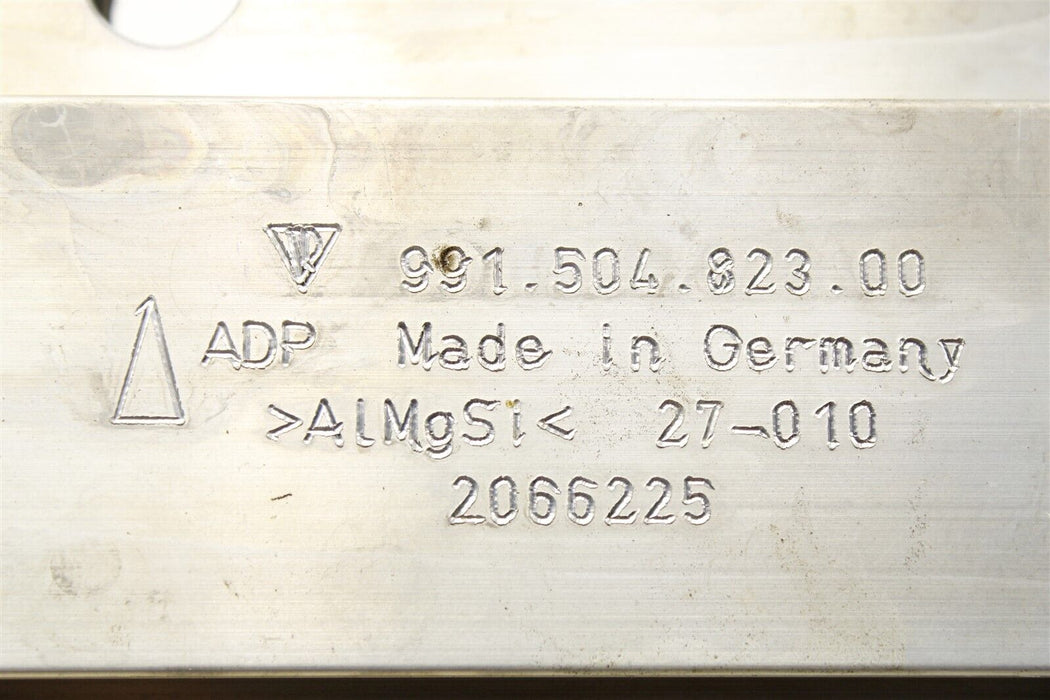 991.504.823.00
ADP Made in Germany
>AlMgSi< 27-010
2066225